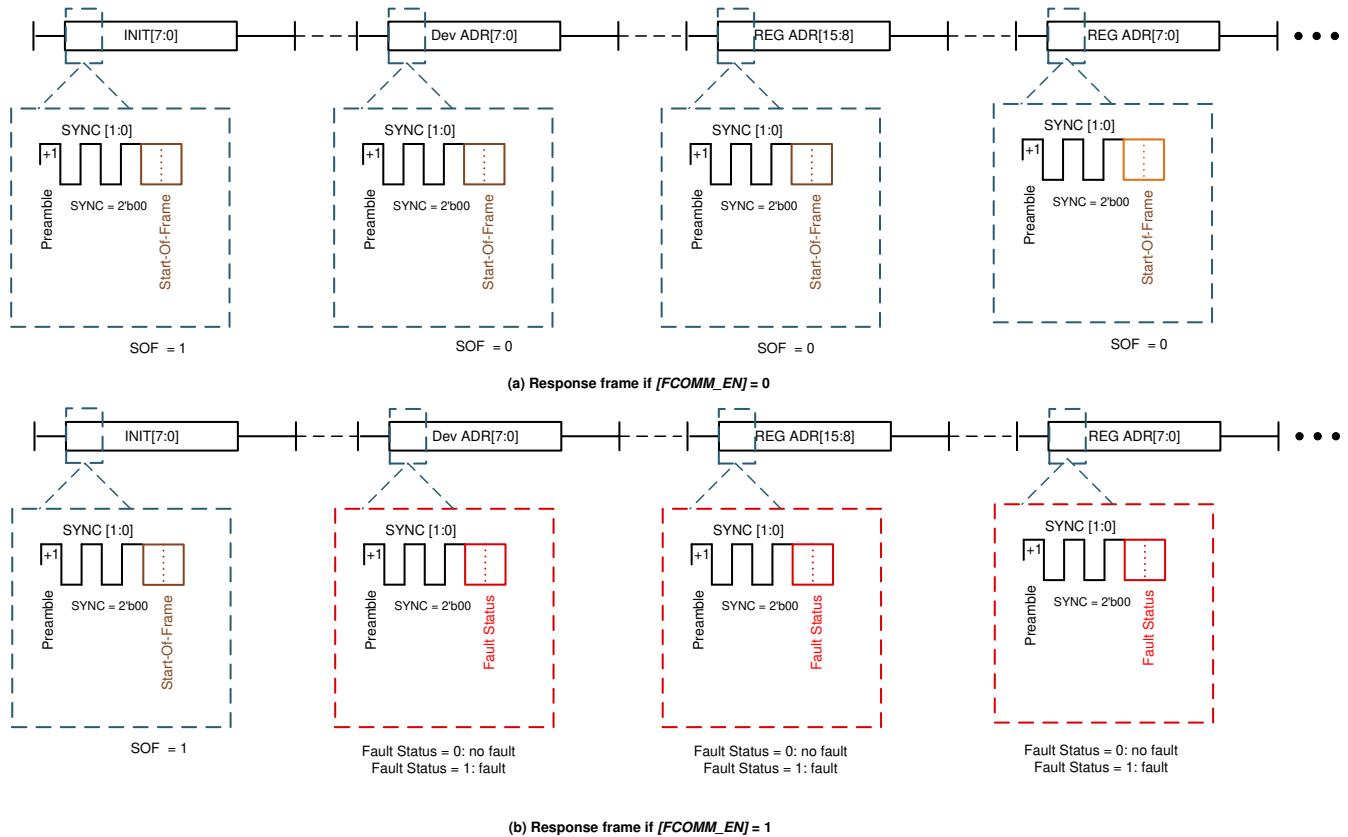 INIT[7:0]
Dev ADR[7:0]
REG ADR[15:8]
REG ADR[7:0]
SYNC [1:0]
+1
Preamble
SYNC = 2'b00
Start-Of-Frame
SOF = 1
SYNC [1:0]
+1
Preamble
SYNC = 2'b00
Start-Of-Frame
SOF = 0
SYNC [1:0]
+1
Preamble
SYNC = 2'b00
Start-Of-Frame
SOF = 0
SYNC [1:0]
+1
Preamble
SYNC = 2'b00
Start-Of-Frame
SOF = 0
(a) Response frame if [FCOMM_EN] = 0
INIT[7:0]
Dev ADR[7:0]
REG ADR[15:8]
REG ADR[7:0]
SYNC [1:0]
+1
Preamble
SYNC = 2'b00
Start-Of-Frame
SOF = 1
SYNC [1:0]
+1
Preamble
SYNC = 2'b00
Fault Status
Fault Status = 0: no fault
Fault Status = 1: fault
SYNC [1:0]
+1
Preamble
SYNC = 2'b00
Fault Status
Fault Status = 0: no fault
Fault Status = 1: fault
SYNC [1:0]
+1
Preamble
SYNC = 2'b00
Fault Status
Fault Status = 0: no fault
Fault Status = 1: fault
(b) Response frame if [FCOMM_EN] = 1